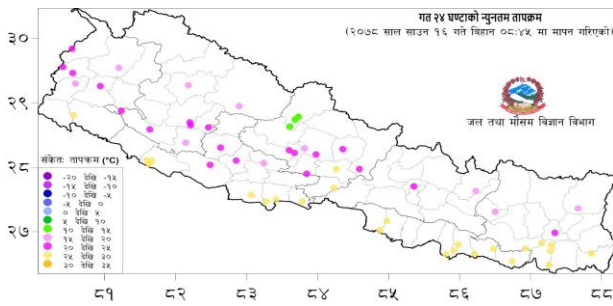 गत २४ घण्टाको न्युनतम तापक्रम
(२०७८ साल साउन १६ गते बिहान ०८:४५ मा मापन गरिएको)
जल तथा मौसम विज्ञान विभाग
३०
२९
२८
२७
संकेतः तापक्रम (°C)
-२० देखि -१५
-१५ देखि -१०
-१० देखि -५
-५ देखि ०
० देखि ५
५ देखि १०
१० देखि १५
१५ देखि २०
२० देखि २५
२५ देखि ३०
३० देखि ३५
८१
८२
८३
८४
८५
८६
८७
८८